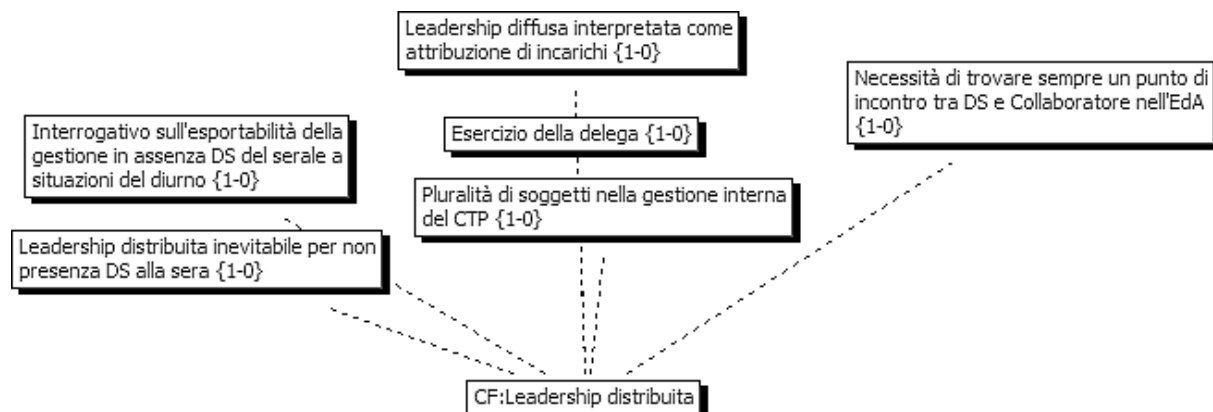 Leadership diffusa interpretata come
attribuzione di incarichi {1-0}
Necessità di trovare sempre un punto di
incontro tra DS e Collaboratore nell'EdA
{1-0}
Interrogativo sull'esportabilità della
gestione in assenza DS del serale a
situazioni del diurno {1-0}
Esercizio della delega {1-0}
Pluralità di soggetti nella gestione interna
del CTP {1-0}
Leadership distribuita inevitabile per non
presenza DS alla sera {1-0}
CF:Leadership distribuita